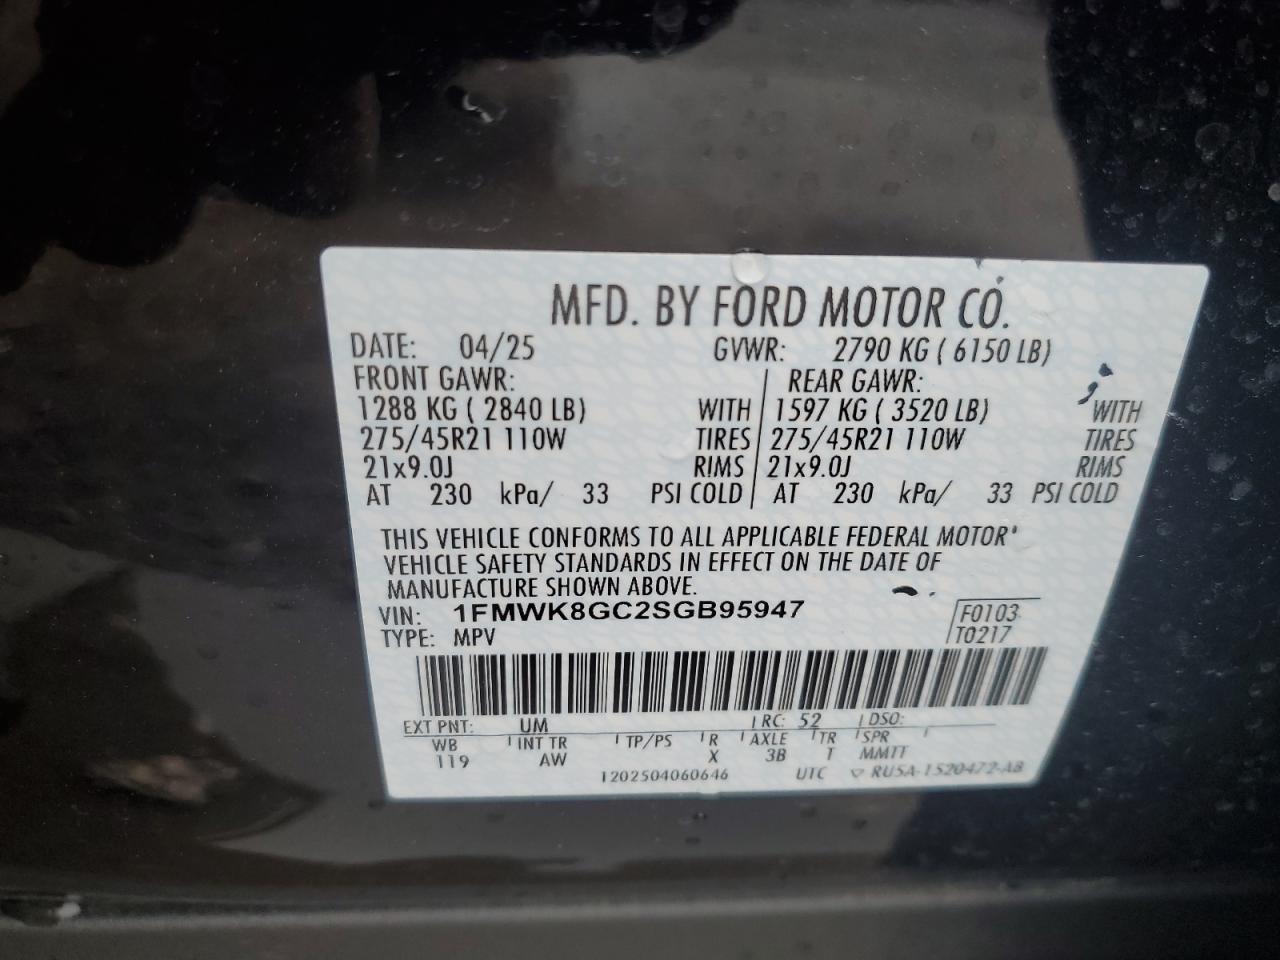 MFD. BY FORD MOTOR CO.
DATE: 04/25 GVWR: 2790 KG ( 6150 LB)
FRONT GAWR: REAR GAWR:
1288 KG ( 2840 LB) WITH 1597 KG ( 3520 LB) WITH
275/45R21 110W TIRES 275/45R21 110W TIRES
21x9.0J RIMS 21x9.0J RIMS
AT 230 kPa/ 33 PSI COLD AT 230 kPa/ 33 PSI COLD
THIS VEHICLE CONFORMS TO ALL APPLICABLE FEDERAL MOTOR
VEHICLE SAFETY STANDARDS IN EFFECT ON THE DATE OF
MANUFACTURE SHOWN ABOVE.
VIN: 1FMWK8GC2SGB95947 F0103
TYPE: MPV T0217
EXT PNT: UM RC: 52 DSO:
WB INT TR TP/PS R AXLE TR SPR
119 AW X 3B T MMTT
1202504060646 UTC RU5A-1520472-AB